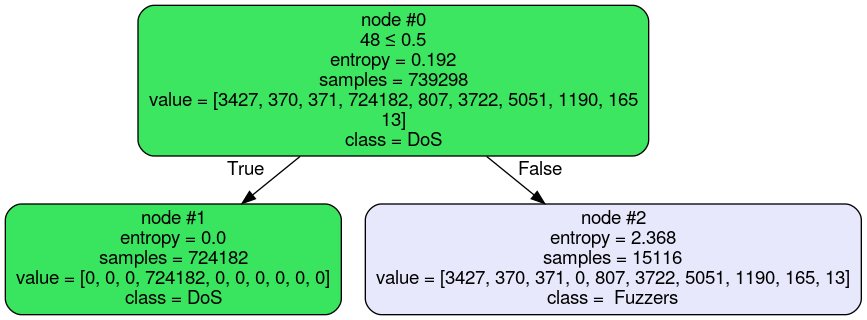 node #0
48 ≤ 0.5
entropy = 0.192
samples = 739298
value = [3427, 370, 371, 724182, 807, 3722, 5051, 1190, 165
13]
class = DoS
True
False
node #1
entropy = 0.0
samples = 724182
value = [0, 0, 0, 724182, 0, 0, 0, 0, 0, 0]
class = DoS
node #2
entropy = 2.368
samples = 15116
value = [3427, 370, 371, 0, 807, 3722, 5051, 1190, 165, 13]
class =  Fuzzers